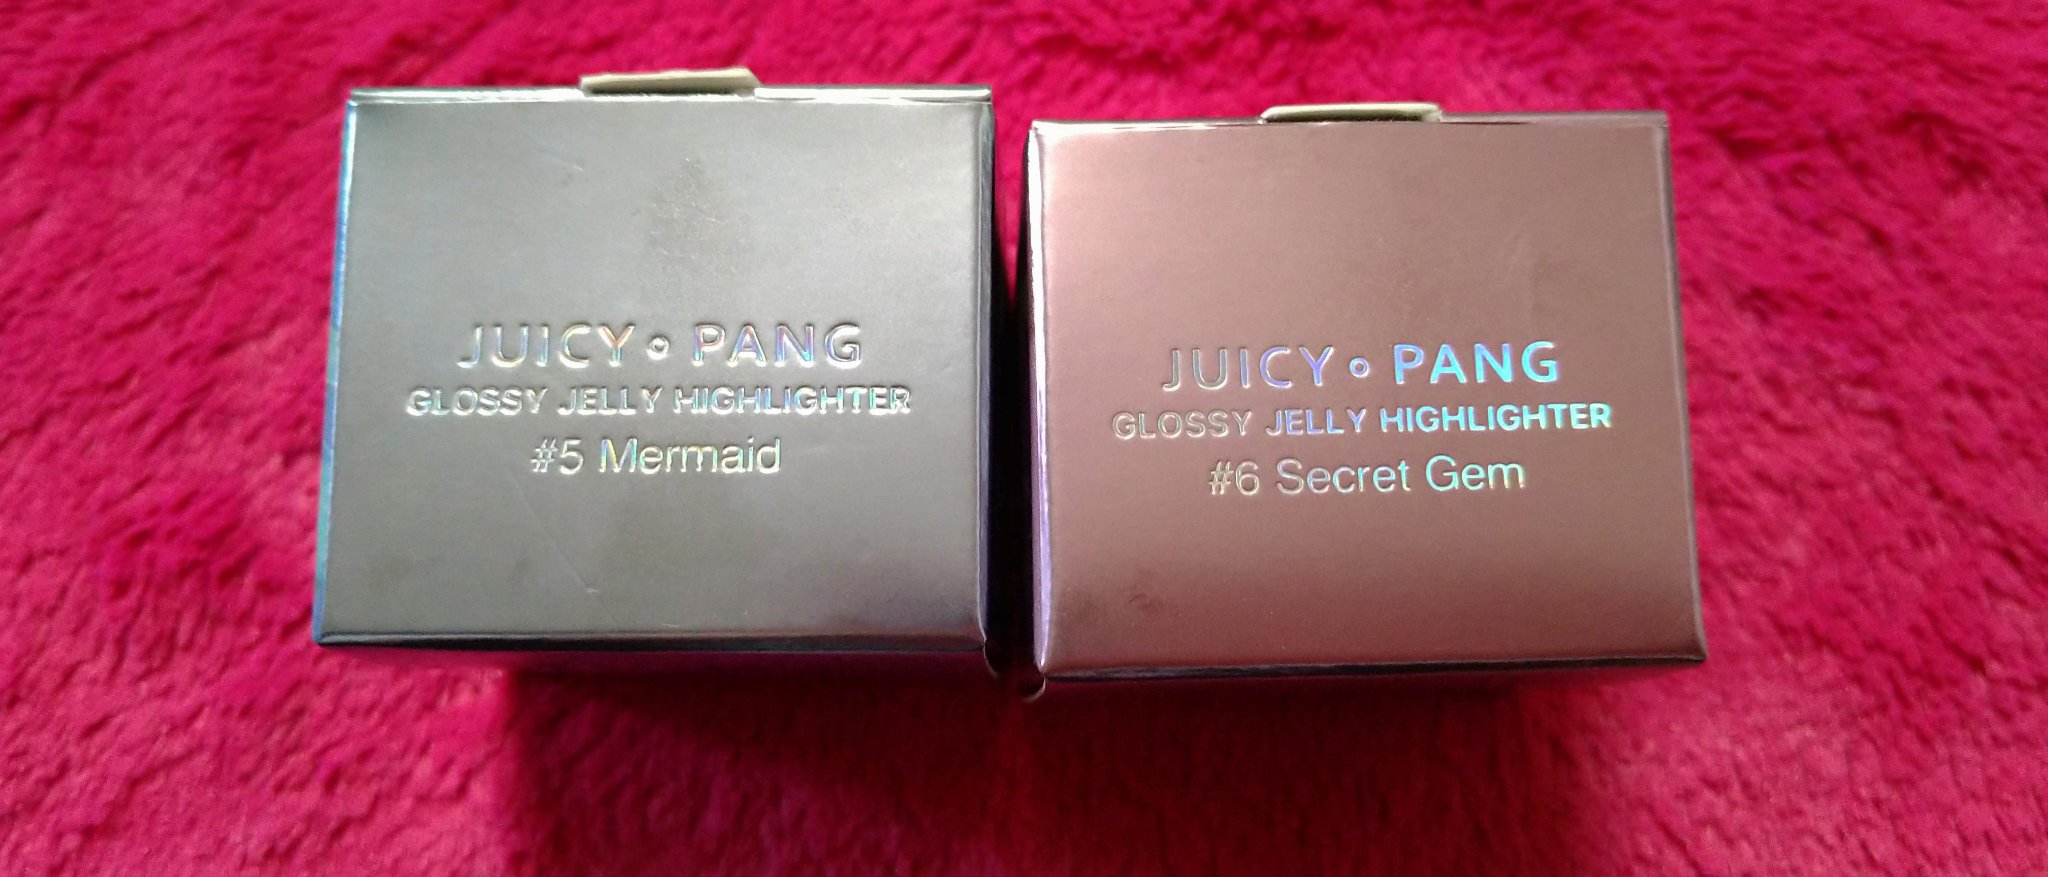 JUICY • PANG
GLOSSY JELLY HIGHLIGHTER
#5 Mermaid
JUICY • PANG
GLOSSY JELLY HIGHLIGHTER
#6 Secret Gem